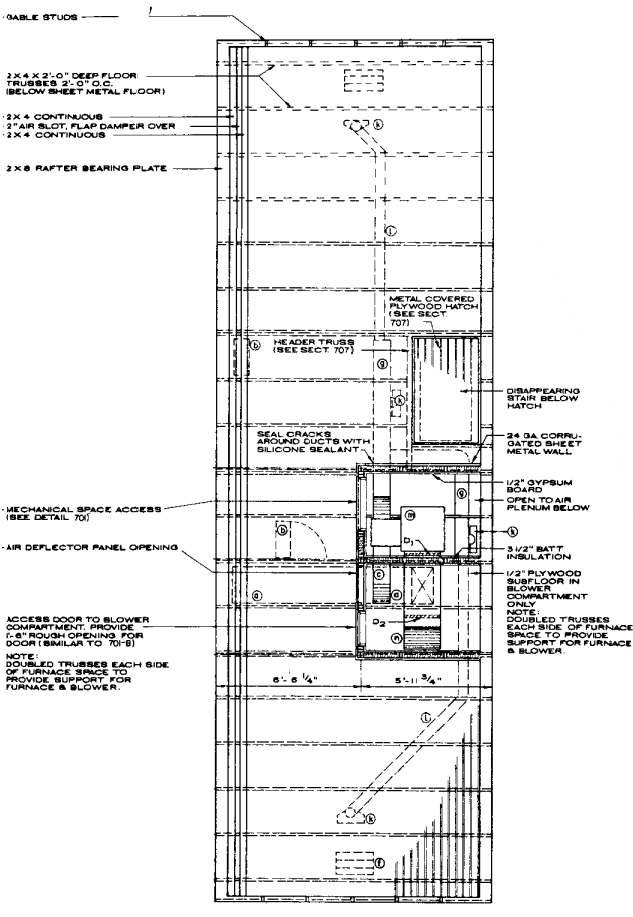 GABLE STUDS
2 X 4 X 2'-0" DEEP FLOOR
TRUSSES 2'-0" O.C.
(BELOW SHEET METAL FLOOR)
2 X 4 CONTINUOUS
2" AIR SLOT, FLAP DAMPER OVER
2 X 4 CONTINUOUS
2 X 8 RAFTER BEARING PLATE
k
l
METAL COVERED
PLYWOOD HATCH
(SEE SECT.
707)
b
HEADER TRUSS
(SEE SECT. 707)
g
k
DISAPPEARING
STAIR BELOW
HATCH
SEAL CRACKS
AROUND DUCTS WITH
SILICONE SEALANT
24 GA CORRU-
GATED SHEET
METAL WALL
1/2" GYPSUM
BOARD
g
OPEN TO AIR
PLENUM BELOW
MECHANICAL SPACE ACCESS
(SEE DETAIL 701)
m
b
D1
k
3 1/2" BATT
INSULATION
AIR DEFLECTOR PANEL OPENING
a
c
d
1/2" PLYWOOD
SUBFLOOR IN
BLOWER
COMPARTMENT
ONLY
NOTE:
DOUBLED TRUSSES
EACH SIDE OF FURNACE
SPACE TO PROVIDE
SUPPORT FOR FURNACE
& BLOWER.
ACCESS DOOR TO BLOWER
COMPARTMENT. PROVIDE
1'-6" ROUGH OPENING FOR
DOOR (SIMILAR TO 701-B)
NOTE:
DOUBLED TRUSSES EACH SIDE
OF FURNACE SPACE TO
PROVIDE SUPPORT FOR
FURNACE & BLOWER.
D2
n
6'-6 1/4"
5'-11 3/4"
l
k
f